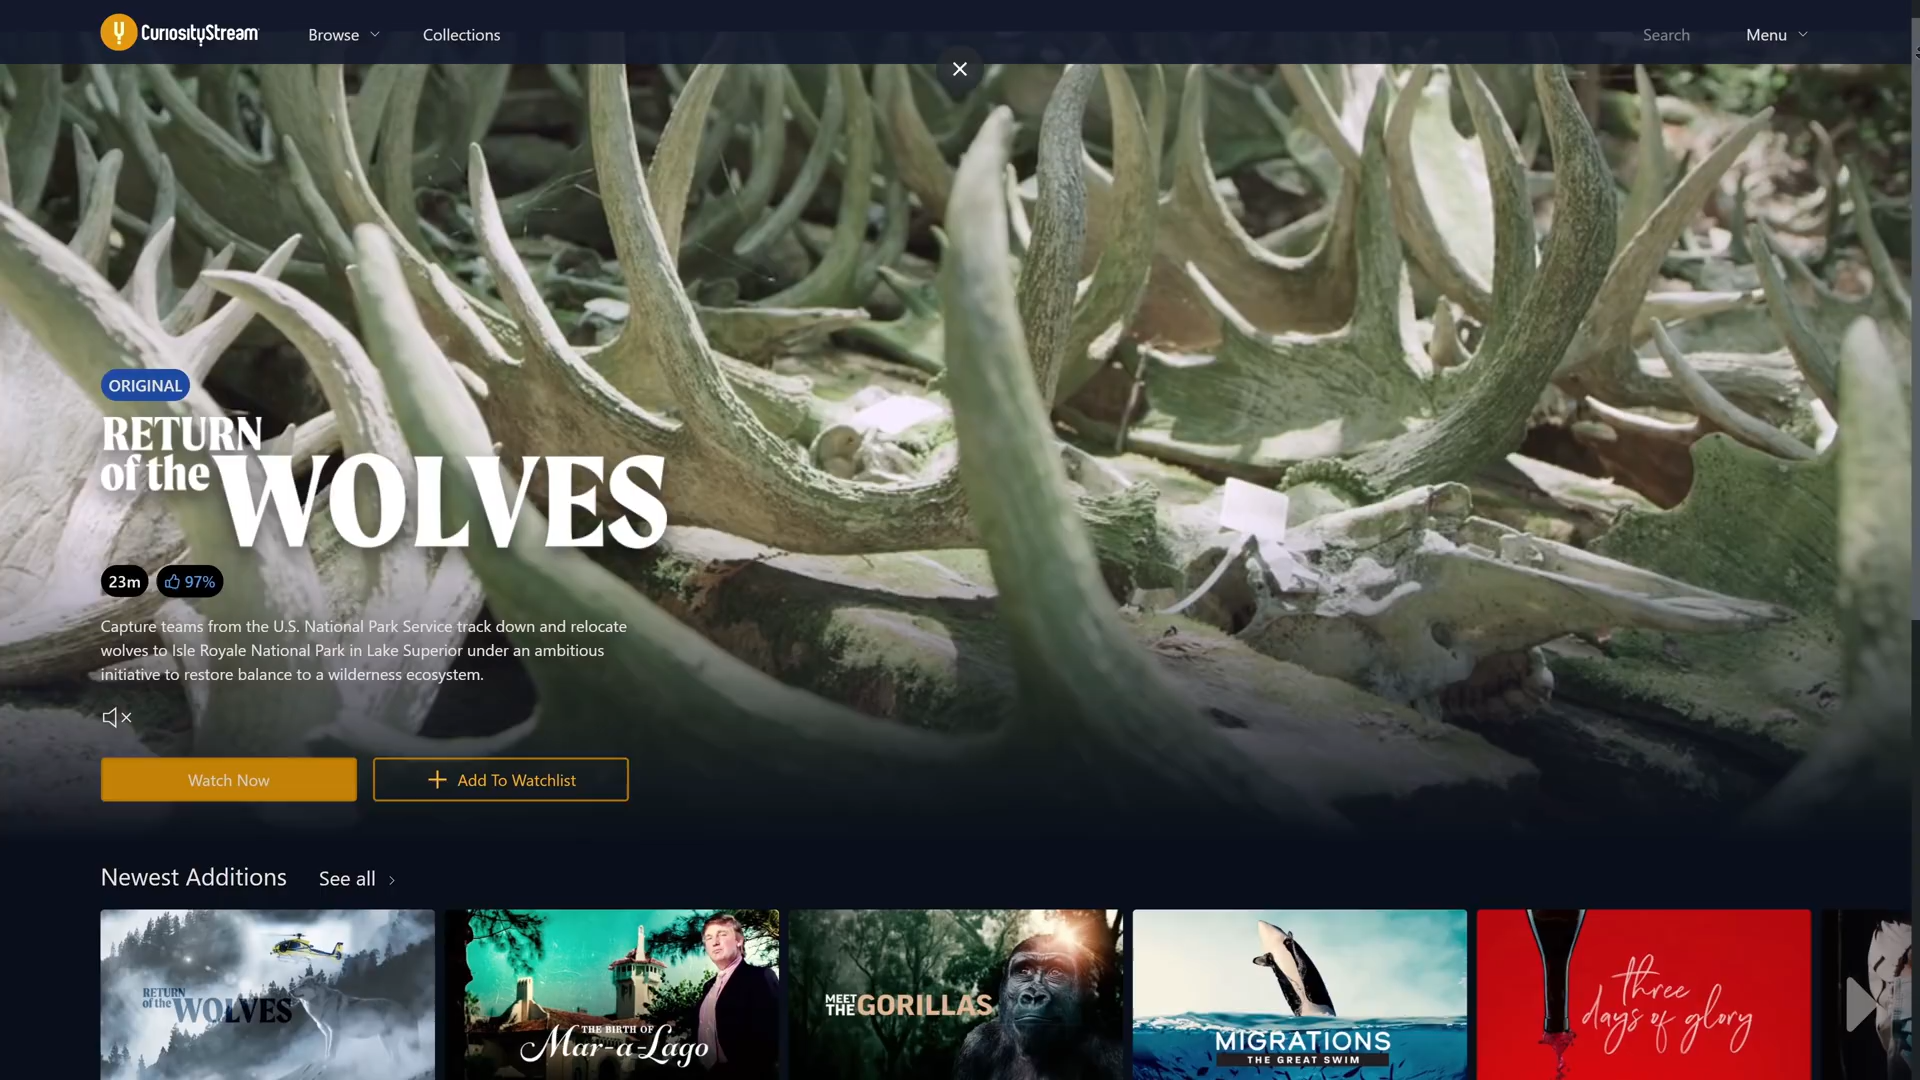 CURIOSITYSTREAM
Browse
Collections
Search
Menu
ORIGINAL
RETURN
of the WOLVES
23m
97%
Capture teams from the U.S. National Park Service track down and relocate
wolves to Isle Royale National Park in Lake Superior under an ambitious
initiative to restore balance to a wilderness ecosystem.
Watch Now
Add To Watchlist
Newest Additions
See all
RETURN
of the WOLVES
THE BIRTH OF
Mar-a-Lago
MEET
THE GORILLAS
MIGRATIONS
THE GREAT SWIM
three
days of glory